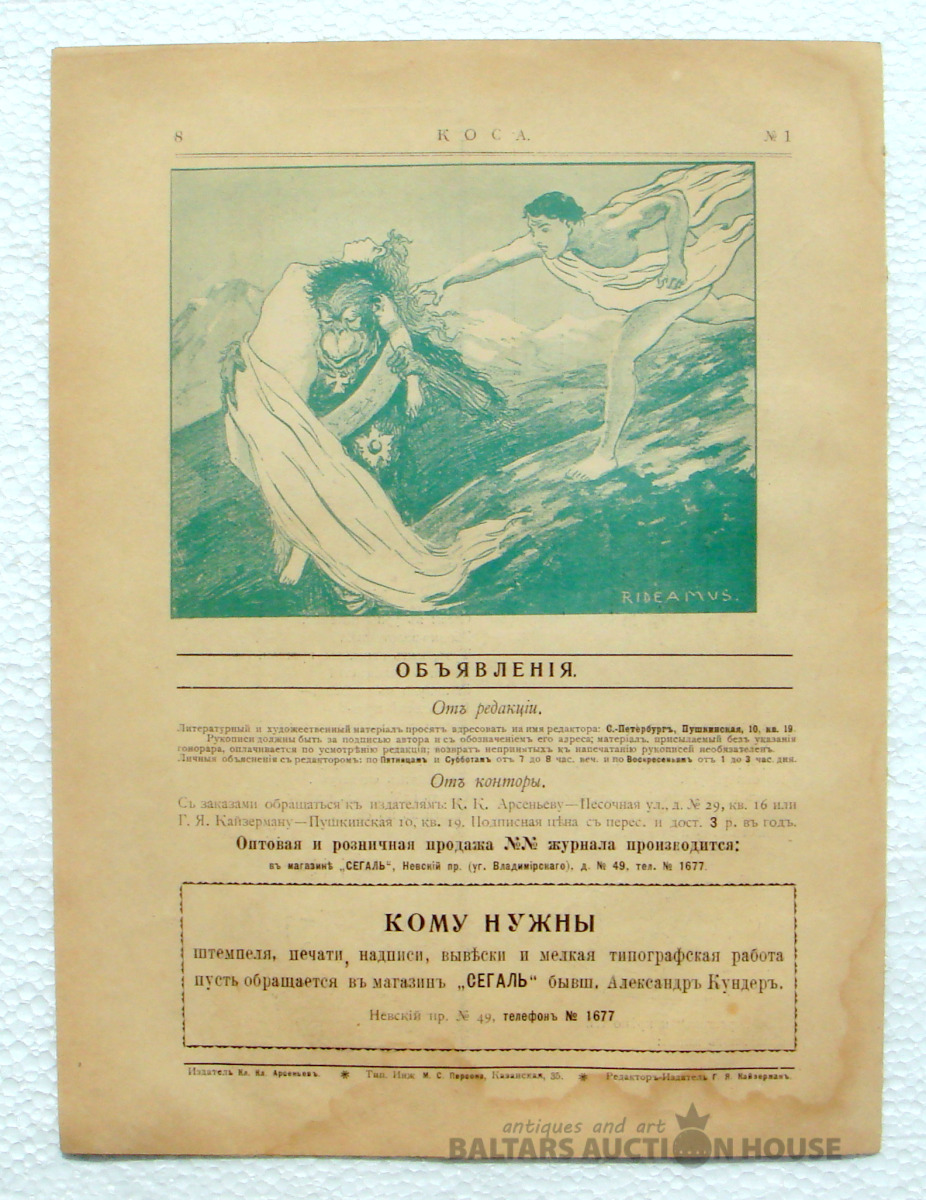 8 КОСА. № 1
RIDEAMUS.
ОБЪЯВЛЕНІЯ.
Отъ редакціи.
Литературный и художественный матеріалъ просятъ адресовать на имя редактора: С.-Петербургъ, Пушкинская, 10, кв. 19.
Рукописи должны быть за подписью автора и съ обозначеніемъ его адреса; матеріалъ, присылаемый безъ указанія
гонорара, оплачивается по усмотрѣнію редакціи; возвратъ непринятыхъ къ напечатанію рукописей необязателенъ.
Личныя объясненія съ редакторомъ: по Пятницамъ и Субботамъ отъ 7 до 8 час. веч. и по Воскресеньямъ отъ 1 до 3 час. дня.
Отъ конторы.
Съ заказами обращаться къ издателямъ: К. К. Арсеньеву—Песочная ул., д. № 29, кв. 16 или
Г. Я. Кайзерману—Пушкинская 10, кв. 19. Подписная цѣна съ перес. и дост. 3 р. въ годъ.
Оптовая и розничная продажа №№ журнала производится:
въ магазинѣ „СЕГАЛЬ“, Невскій пр. (уг. Владимірскаго), д. № 49, тел. № 1677.
КОМУ НУЖНЫ
штемпеля, печати, надписи, вывѣски и мелкая типографская работа
пусть обращается въ магазинъ „СЕГАЛЬ“ бывш. Александръ Кундеръ.
Невскій пр. № 49, телефонъ № 1677
Издатель Кл. Кл. Арсеньевъ. ✷ Тип. Инж. М. С. Персона, Казанская, 35. ✷ Редакторъ-Издатель Г. Я. Кайзерманъ.
antiques and art
BALTARS AUCTION HOUSE